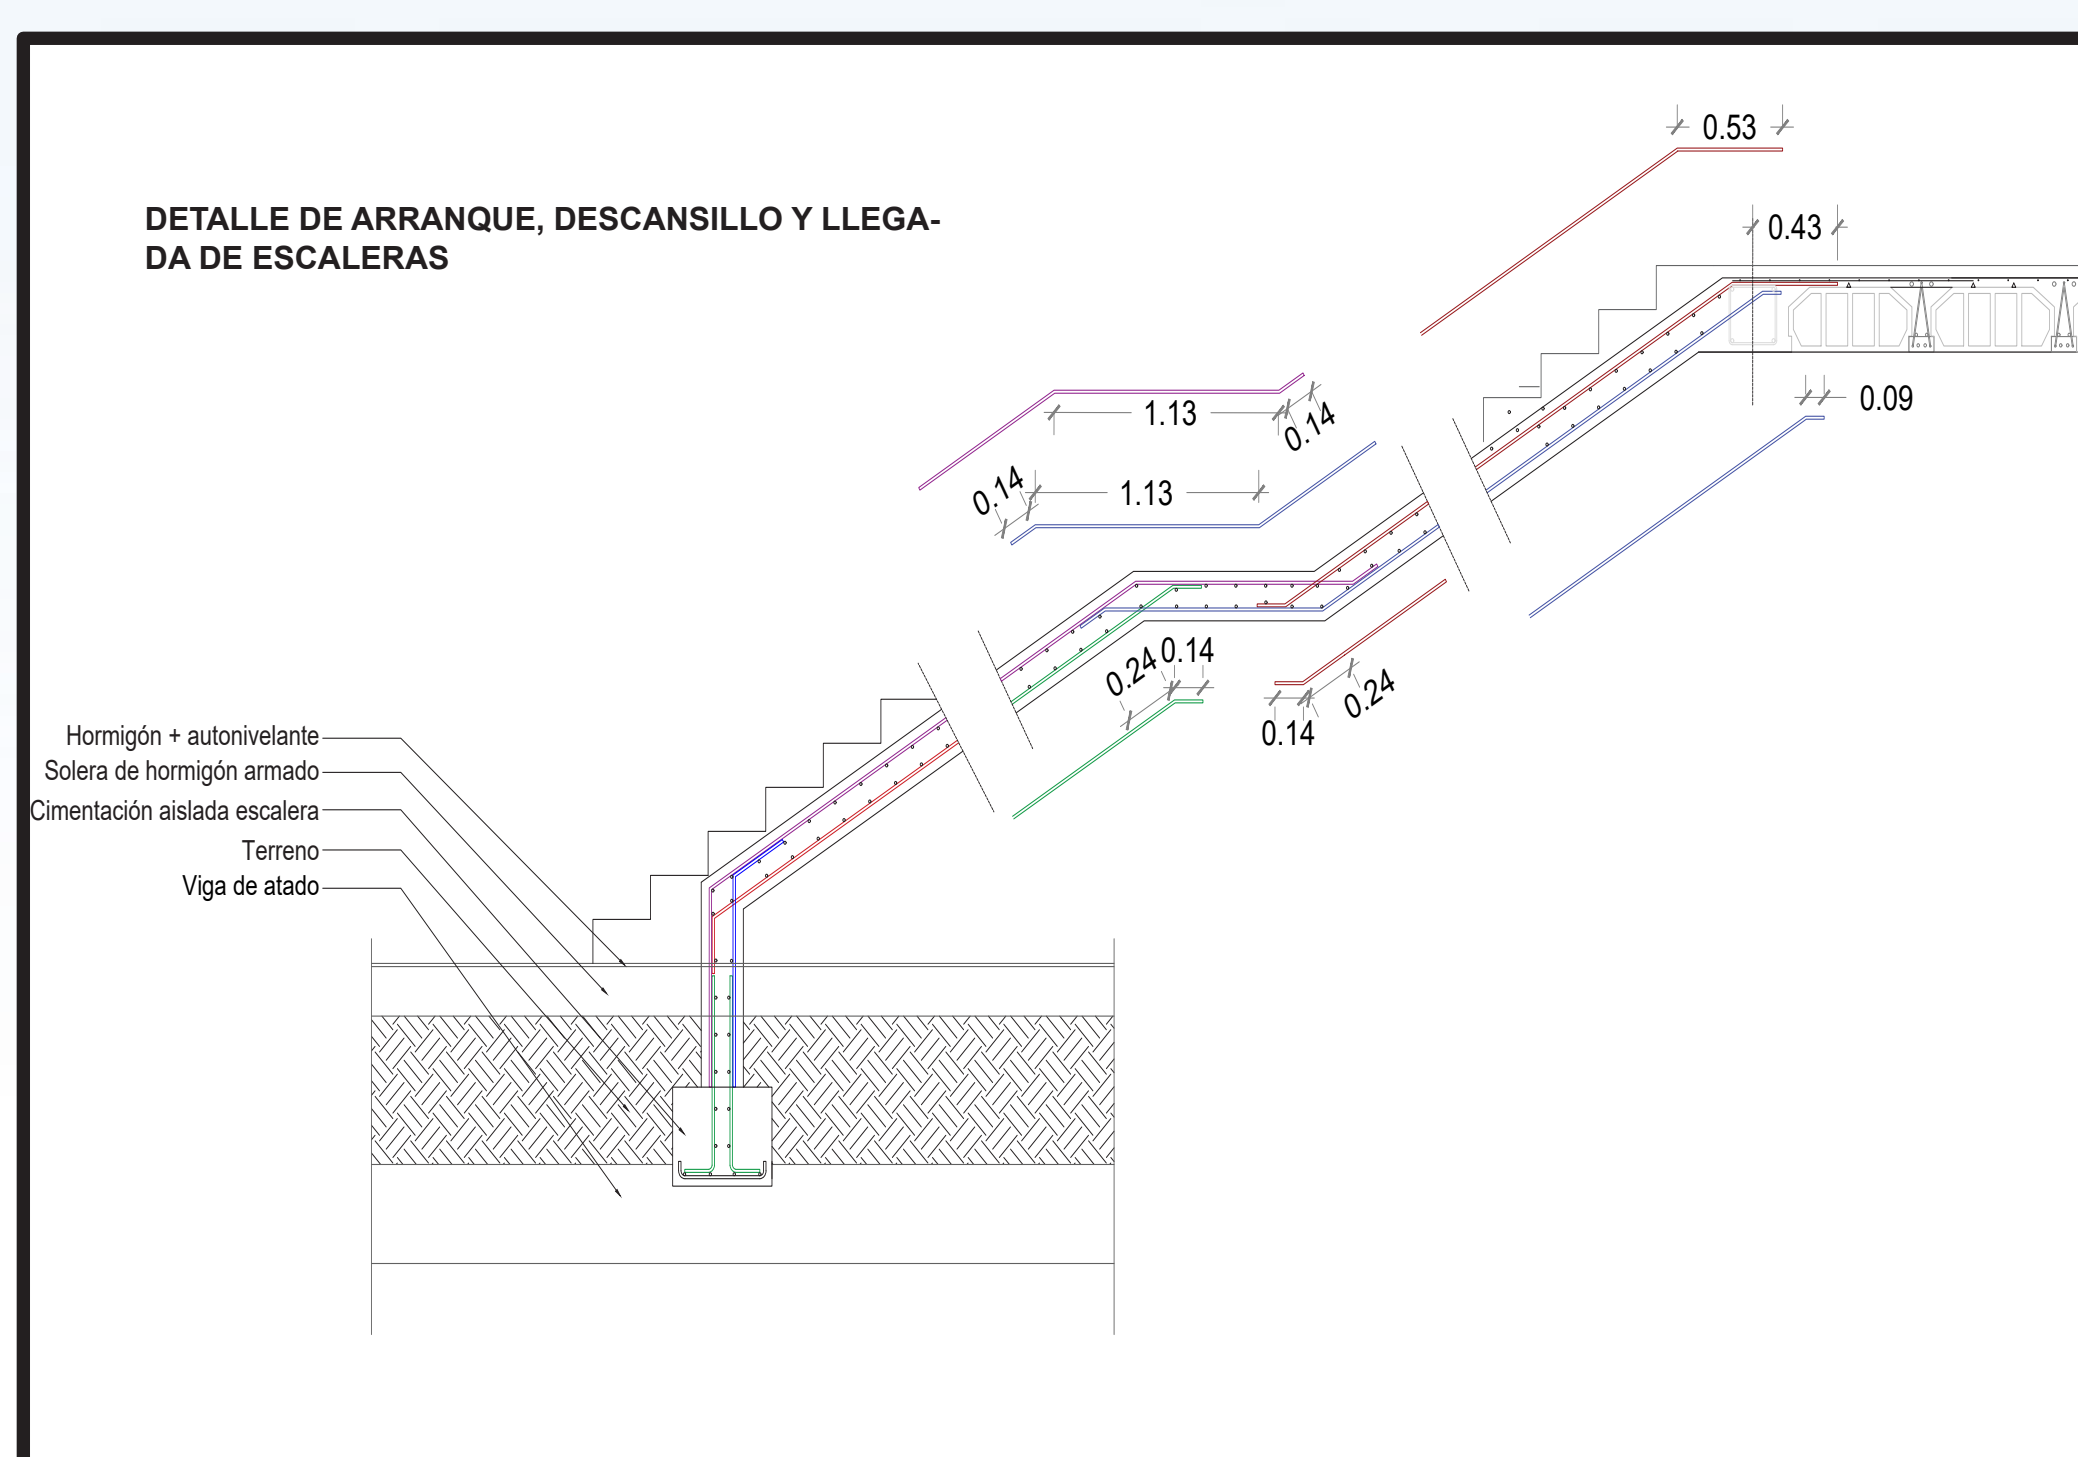 0.53
DETALLE DE ARRANQUE, DESCANSILLO Y LLEGA-
DA DE ESCALERAS
0.43
1.13
0.14
0.09
0.14
1.13
0.24
0.14
0.24
0.14
Hormigón + autonivelante
Solera de hormigón armado
Cimentación aislada escalera
Terreno
Viga de atado